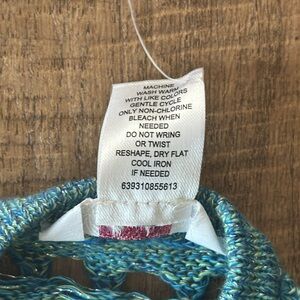 MACHINE
WASH WARM
WITH LIKE COLORS
GENTLE CYCLE
ONLY NON-CHLORINE
BLEACH WHEN
NEEDED
DO NOT WRING
OR TWIST
RESHAPE, DRY FLAT
COOL IRON
IF NEEDED
639310855613